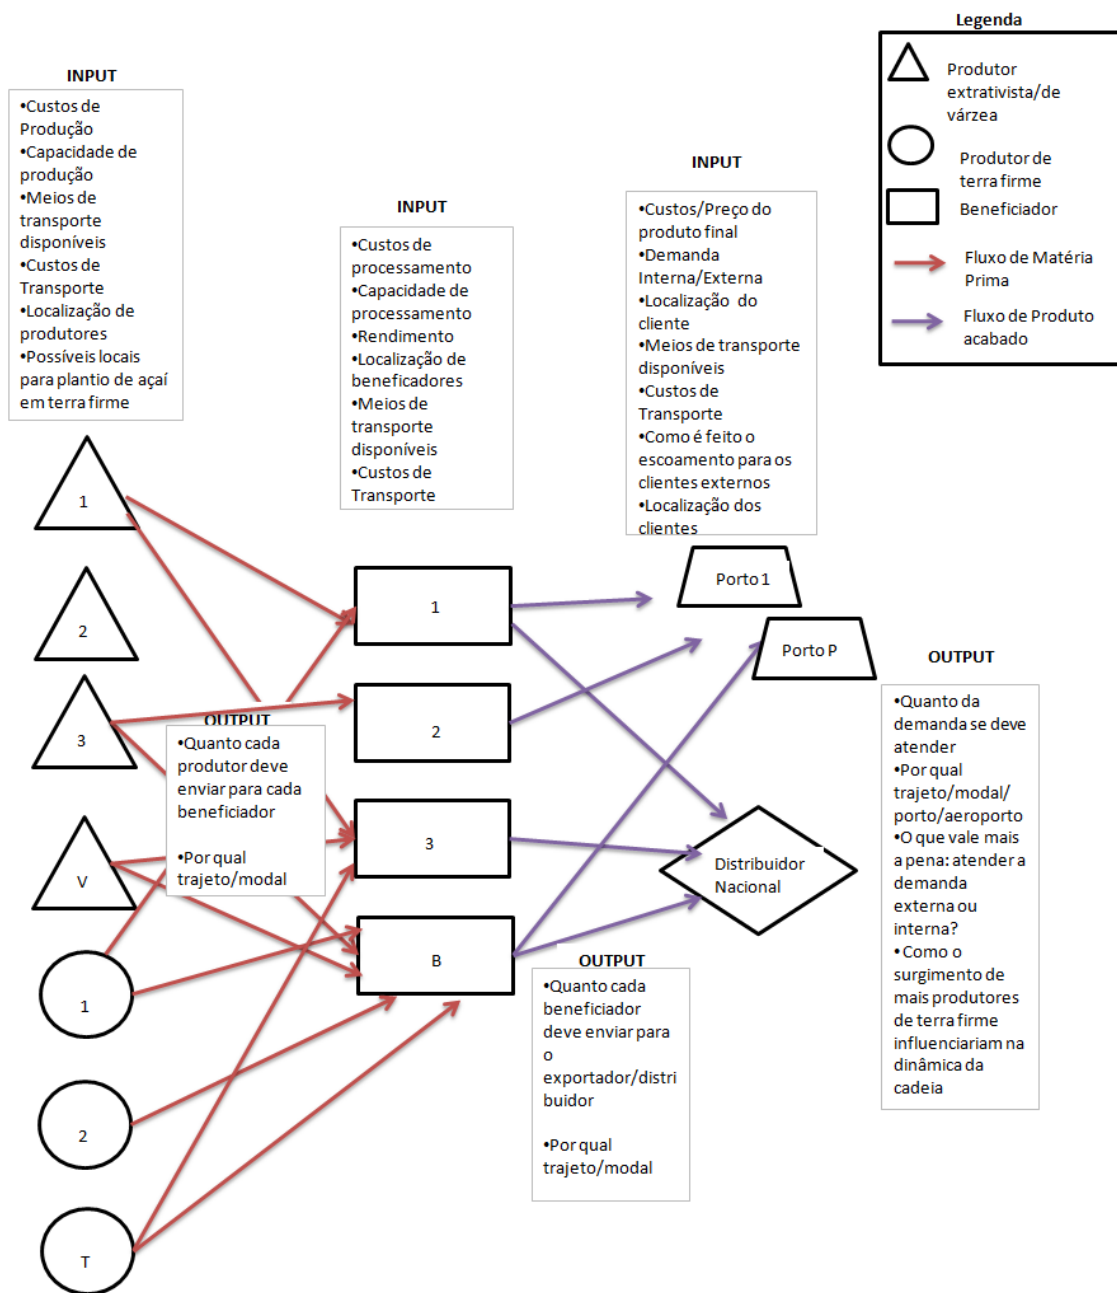 Legenda
Produtor
extrativista/de
várzea
Produtor de
terra firme
Beneficiador
Fluxo de Matéria
Prima
Fluxo de Produto
acabado
INPUT
•Custos de
Produção
•Capacidade de
produção
•Meios de
transporte
disponíveis
•Custos de
Transporte
•Localização de
produtores
•Possíveis locais
para plantio de açaí
em terra firme
INPUT
•Custos de
processamento
•Capacidade de
processamento
•Rendimento
•Localização de
beneficadores
•Meios de
transporte
disponíveis
•Custos de
Transporte
INPUT
•Custos/Preço do
produto final
•Demanda
Interna/Externa
•Localização do
cliente
•Meios de transporte
disponíveis
•Custos de
Transporte
•Como é feito o
escoamento para os
clientes externos
•Localização dos
clientes
1
2
3
V
1
2
T
OUTPUT
•Quanto cada
produtor deve
enviar para cada
beneficiador
•Por qual
trajeto/modal
1
2
3
B
Porto 1
Porto P
Distribuidor
Nacional
OUTPUT
•Quanto cada
beneficiador
deve enviar para
o
exportador/distri
buidor
•Por qual
trajeto/modal
OUTPUT
•Quanto da
demanda se deve
atender
•Por qual
trajeto/modal/
porto/aeroporto
•O que vale mais
a pena: atender a
demanda
externa ou
interna?
• Como o
surgimento de
mais produtores
de terra firme
influenciariam na
dinâmica da
cadeia